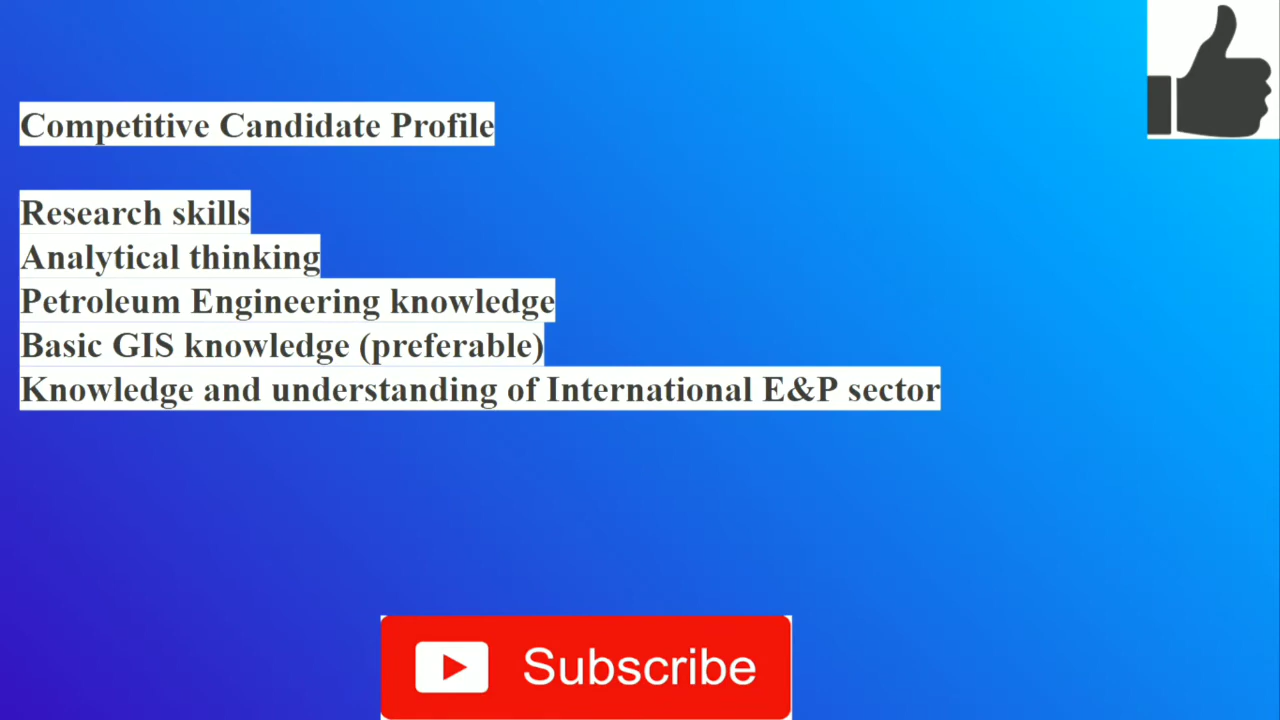 Competitive Candidate Profile
Research skills
Analytical thinking
Petroleum Engineering knowledge
Basic GIS knowledge (preferable)
Knowledge and understanding of International E&P sector
Subscribe